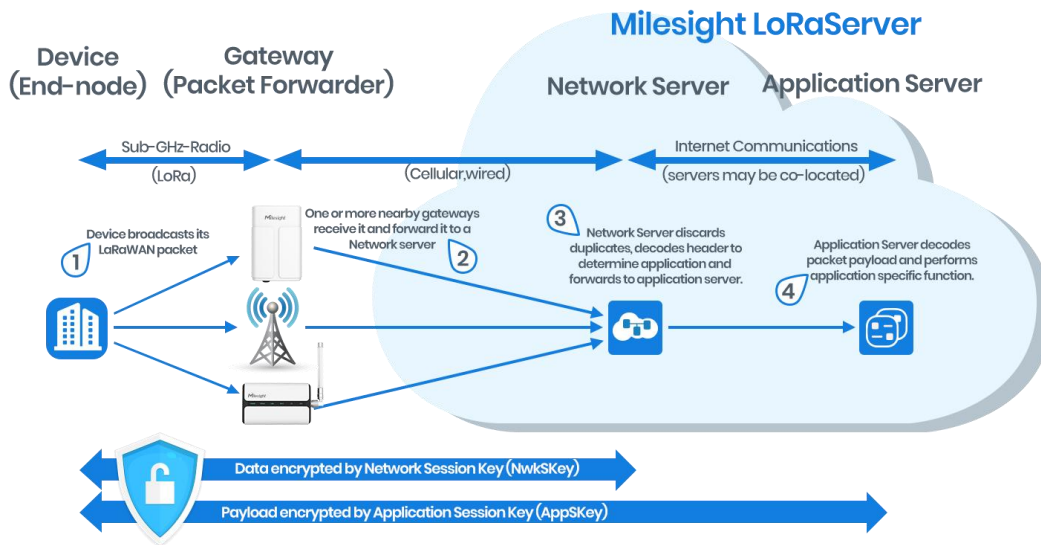 Milesight LoRaServer
Device
(End-node)
Gateway
(Packet Forwarder)
Network Server
Application Server
Sub-GHz-Radio
(LoRa)
(Cellular,wired)
Internet Communications
(servers may be co-located)
1
Device broadcasts its
LaRaWAN packet
Milesight
One or more nearby gateways
receive it and forward it to a
Network server
2
3
Network Server discards
duplicates, decodes header to
determine application and
forwards to application server.
4
Application Server decodes
packet payload and performs
application specific function.
Milesight
Data encrypted by Network Session Key (NwkSKey)
Payload encrypted by Application Session Key (AppSKey)